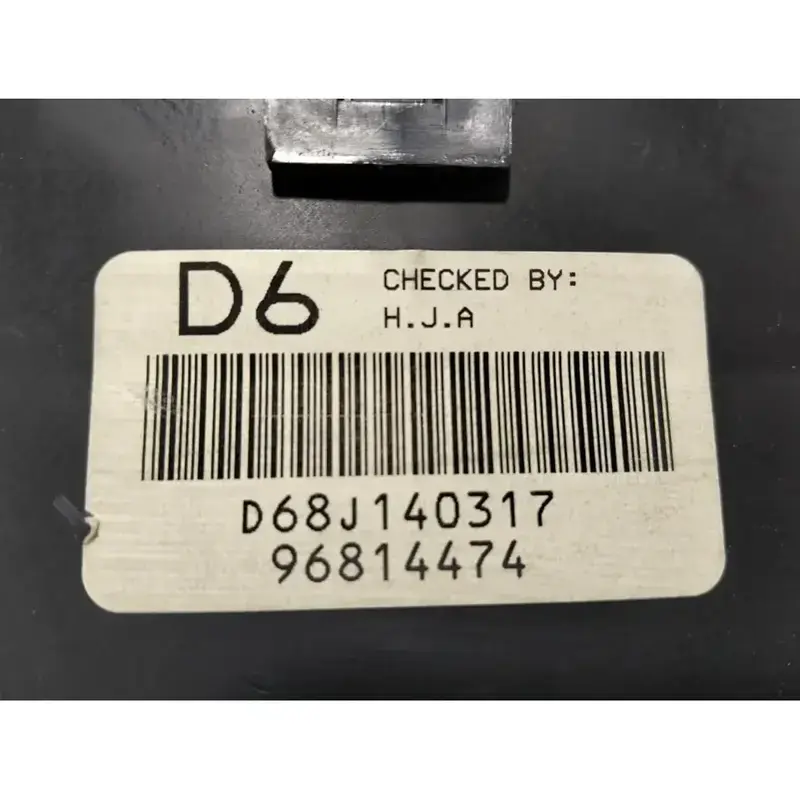 D6
CHECKED BY:
H.J.A
D68J140317
96814474